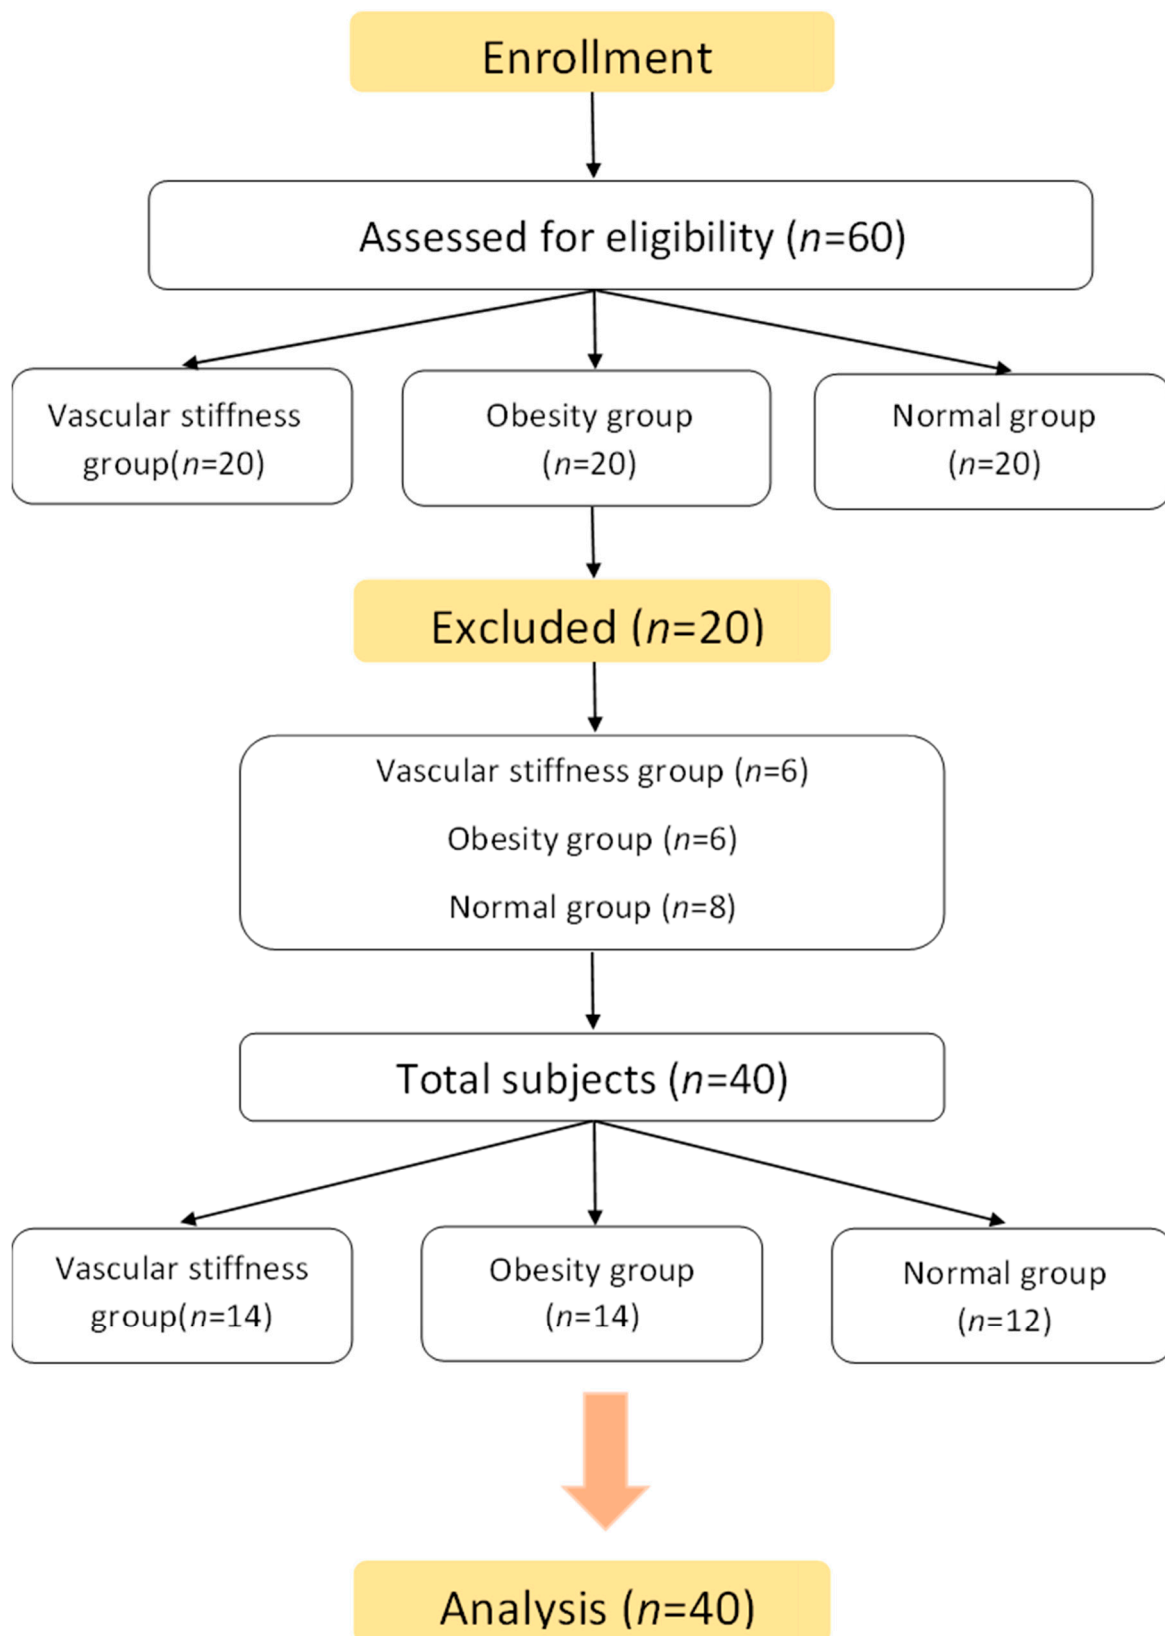 Enrollment
Assessed for eligibility (n=60)
Vascular stiffness
group(n=20)
Obesity group
(n=20)
Normal group
(n=20)
Excluded (n=20)
Vascular stiffness group (n=6)
Obesity group (n=6)
Normal group (n=8)
Total subjects (n=40)
Vascular stiffness
group(n=14)
Obesity group
(n=14)
Normal group
(n=12)
Analysis (n=40)